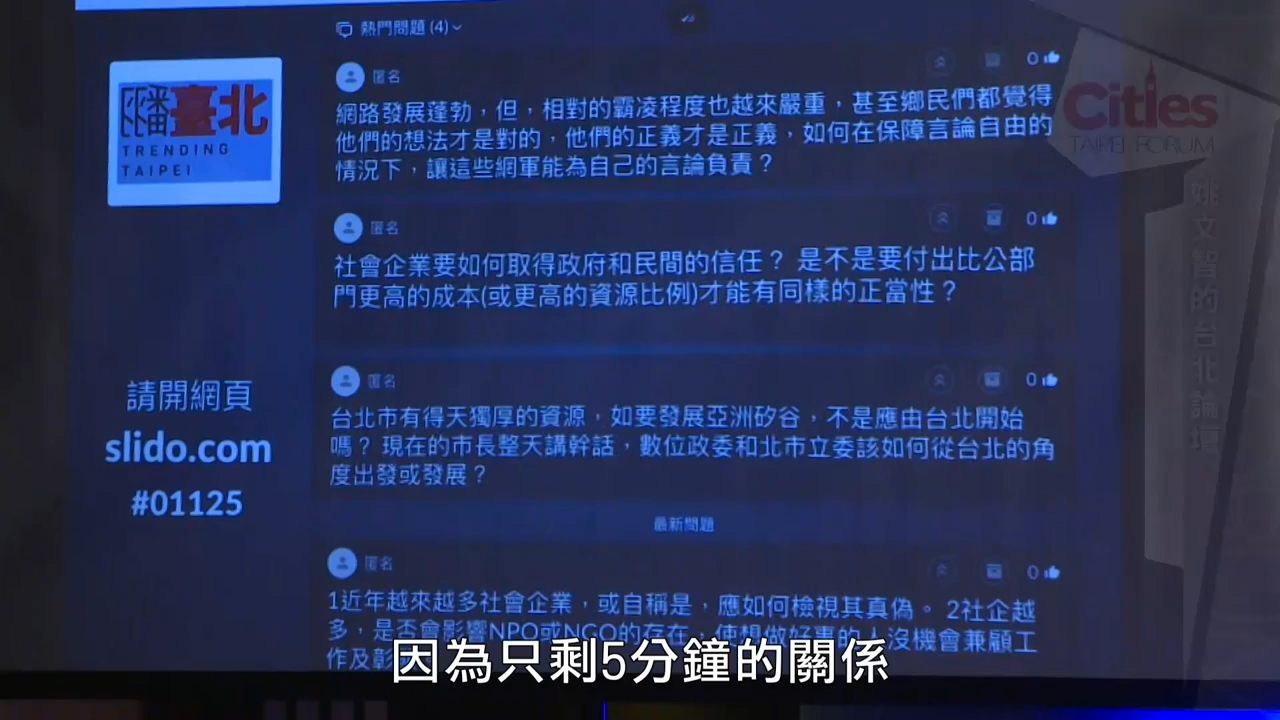 熱門問題 (4)
匿名
0
網路發展蓬勃，但，相對的霸凌程度也越來嚴重，甚至鄉民們都覺得
他們的想法才是對的，他們的正義才是正義，如何在保障言論自由的
情況下，讓這些網軍能為自己的言論負責？
匿名
0
社會企業要如何取得政府和民間的信任？ 是不是要付出比公部
門更高的成本(或更高的資源比例)才能有同樣的正當性？
匿名
0
台北市有得天獨厚的資源，如要發展亞洲矽谷，不是應由台北開始
嗎？ 現在的市長整天講幹話，數位政委和北市立委該如何從台北的角
度出發或發展？
最新問題
匿名
0
1近年越來越多社會企業，或自稱是，應如何檢視其真偽。 2社企越
多，是否會影響NPO或NGO的存在，使想做好事的人沒機會兼顧工
作及
臺北
TRENDING
TAIPEI
請開網頁
slido.com
#01125
Cities
TAIPEI FORUM
姚文智的台北論壇
因為只剩5分鐘的關係